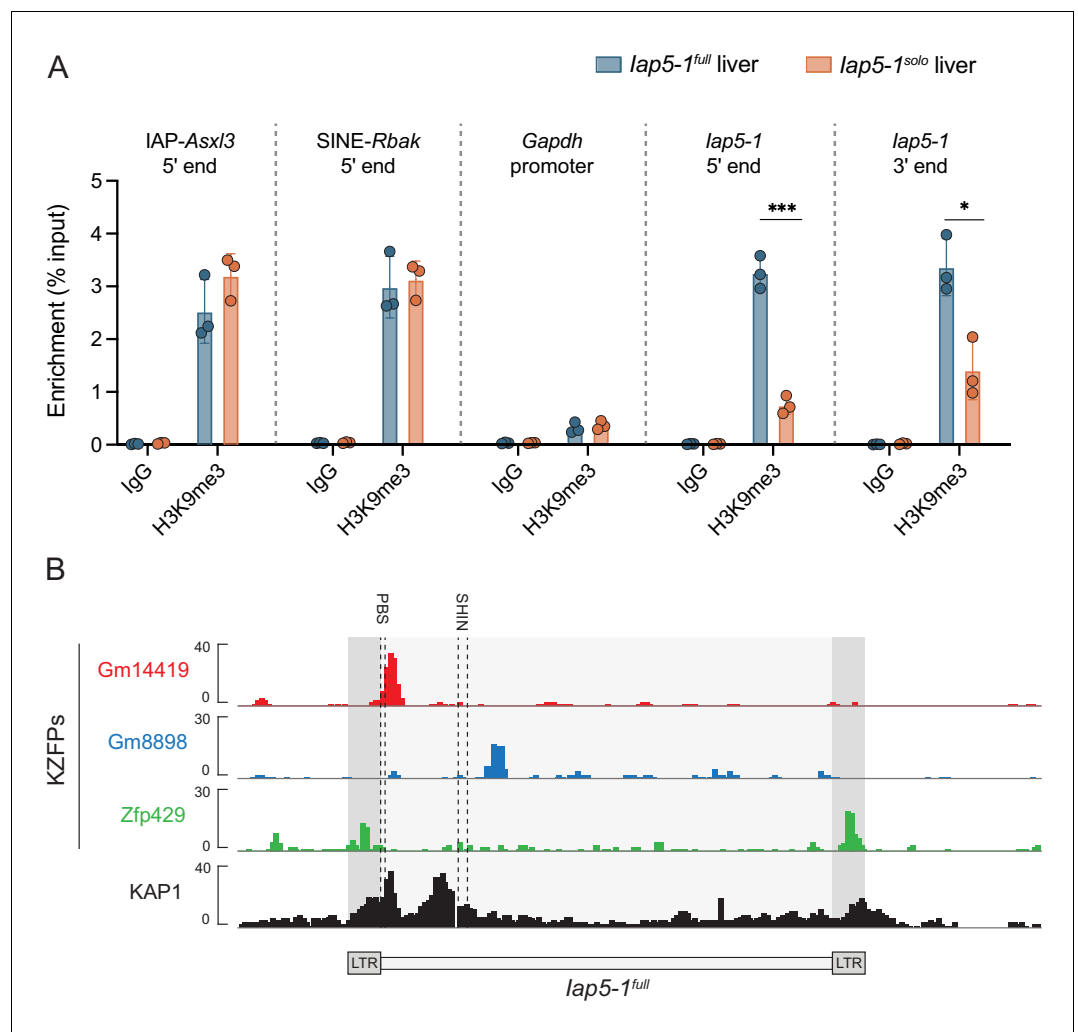 A
Iap5-1full liver
Iap5-1solo liver
IAP-Asxl3
5' end
SINE-Rbak
5' end
Gapdh
promoter
Iap5-1
5' end
Iap5-1
3' end
Enrichment (% input)
5
4
3
2
1
0
***
*
IgG
H3K9me3
IgG
H3K9me3
IgG
H3K9me3
IgG
H3K9me3
IgG
H3K9me3
B
PBS
SHIN
KZFPs
Gm14419
40
0
Gm8898
30
0
Zfp429
30
0
KAP1
40
0
LTR
LTR
Iap5-1full